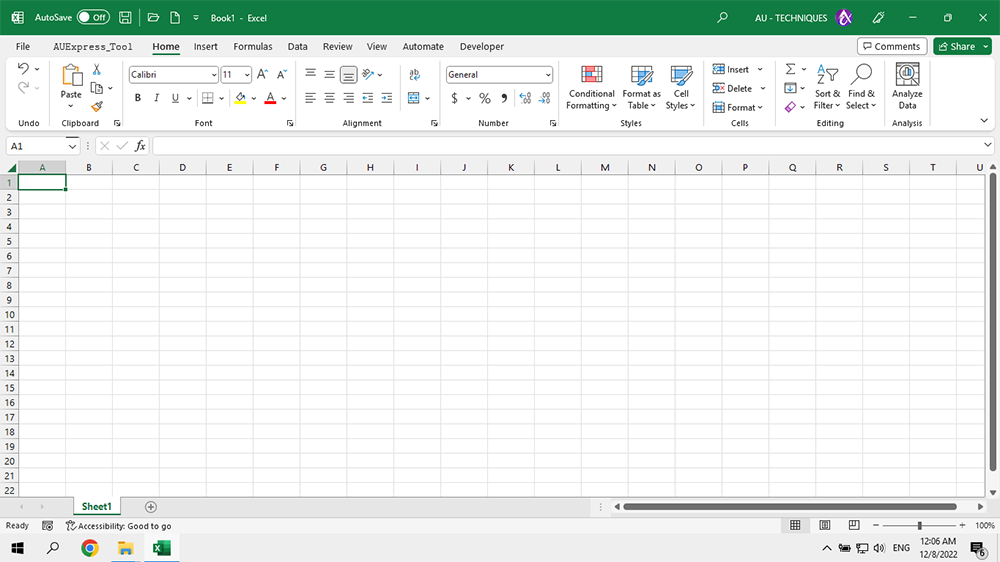 AutoSave Off Book1 - Excel AU - TECHNIQUES
File AUExpress_Tool Home Insert Formulas Data Review View Automate Developer Comments Share
Calibri 11 General Insert
Paste B I U $ % Conditional Formatting Format as Table Cell Styles Delete Sort & Filter Find & Select Analyze Data
Format
Undo Clipboard Font Alignment Number Styles Cells Editing Analysis
A1 fx
A B C D E F G H I J K L M N O P Q R S T U
1
2
3
4
5
6
7
8
9
10
11
12
13
14
15
16
17
18
19
20
21
22
Sheet1
Ready Accessibility: Good to go 100%
ENG 12:06 AM
12/8/2022 6